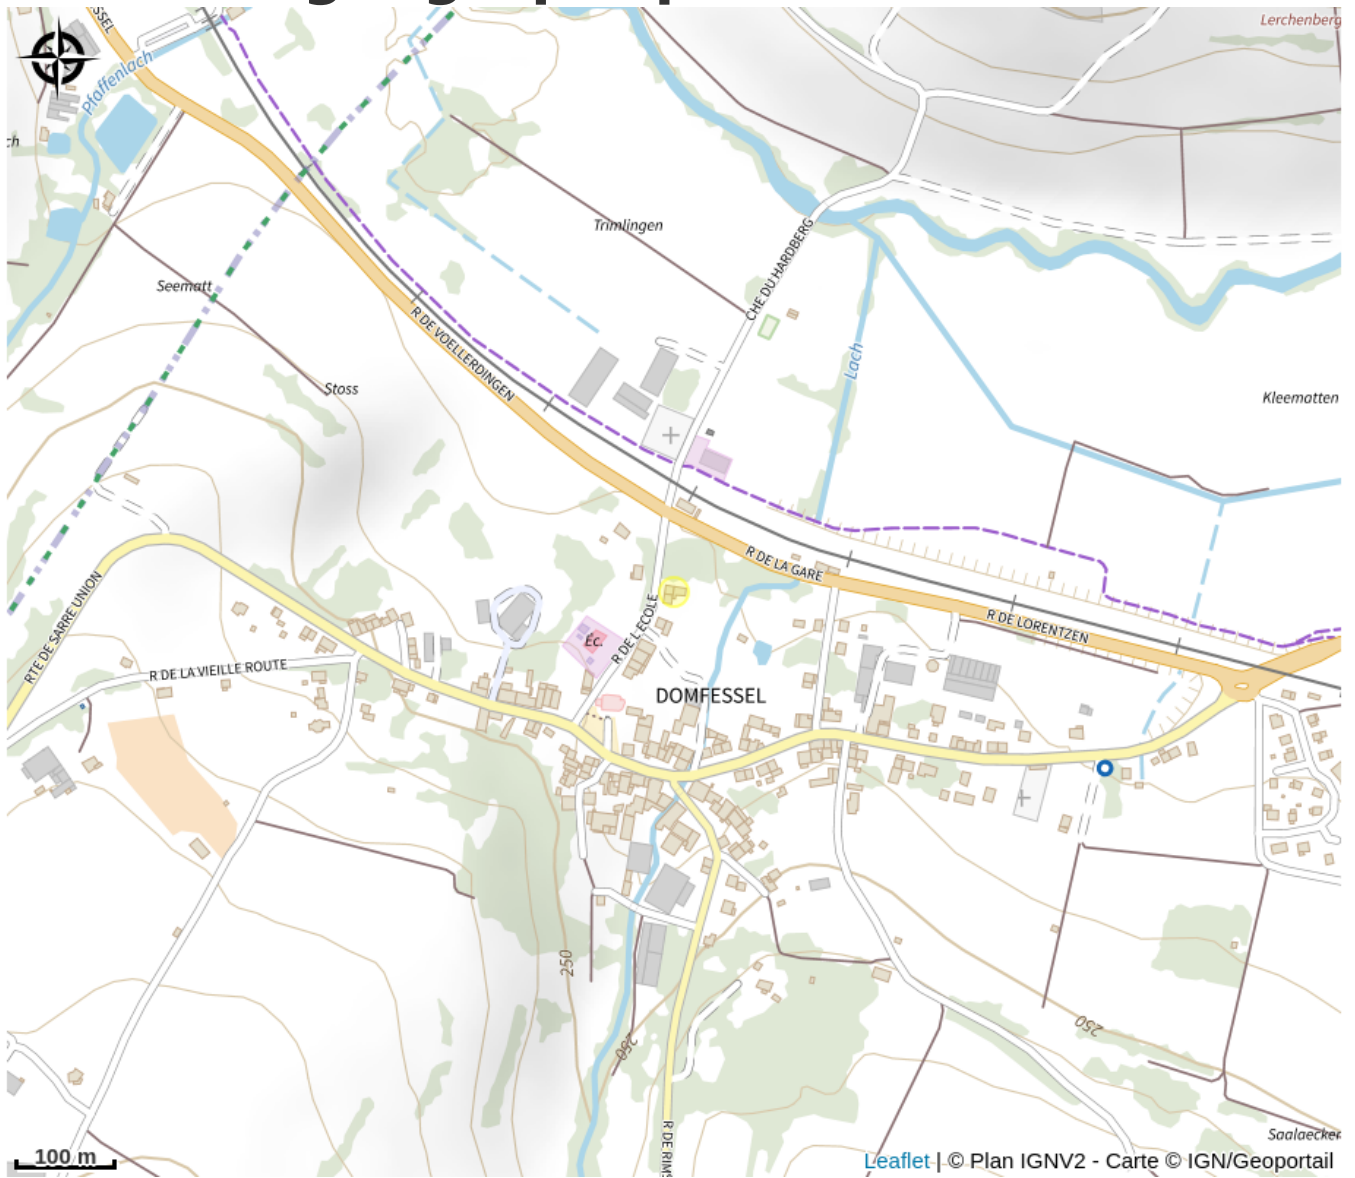 SSEL
Pfaffenlach
ch
Lerchenberg
Trimlingen
CHE DU HARDBERG
Seematt
R DE VOELLERDINGEN
Stoss
Lach
Kleematten
R DE LA GARE
R DE LORENTZEN
RTE DE SARRE UNION
R DE LA VIEILLE ROUTE
R DE L'ECOLE
Éc.
DOMFESSEL
250
250
250
R DE RIMS
Saalaecker
100 m
Leaflet | © Plan IGNV2 - Carte © IGN/Geoportail